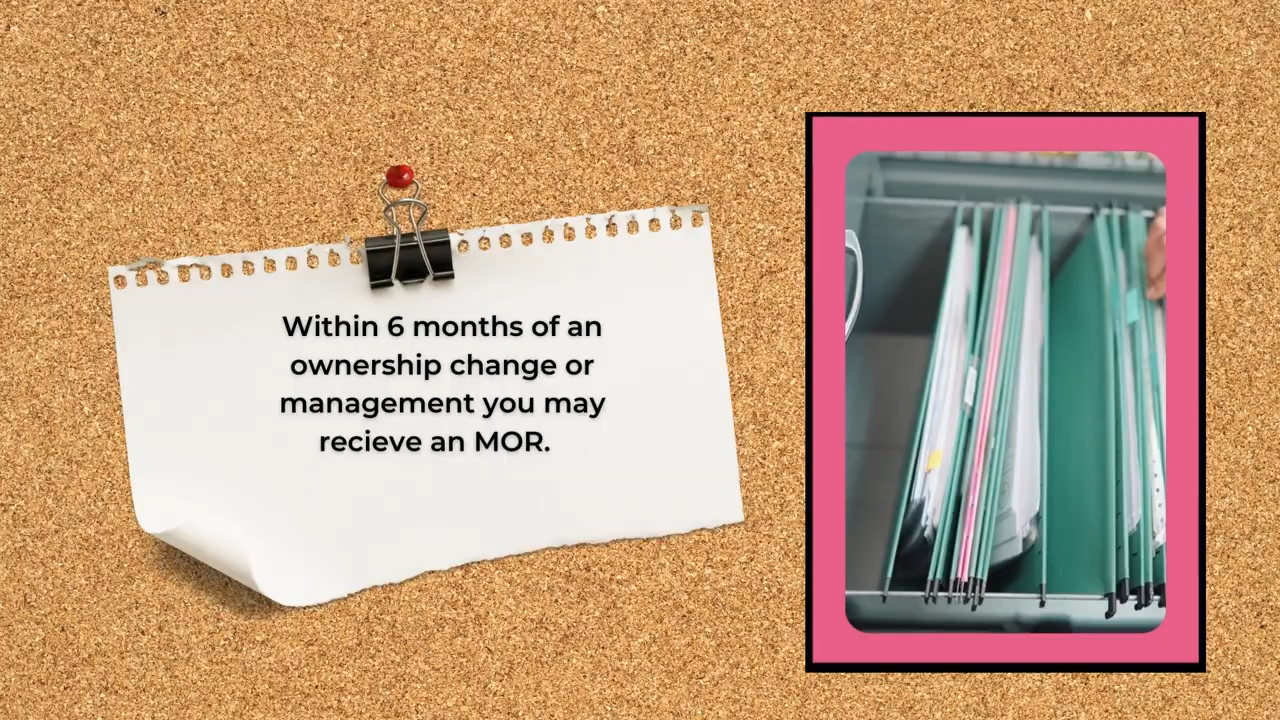 Within 6 months of an
ownership change or
management you may
recieve an MOR.